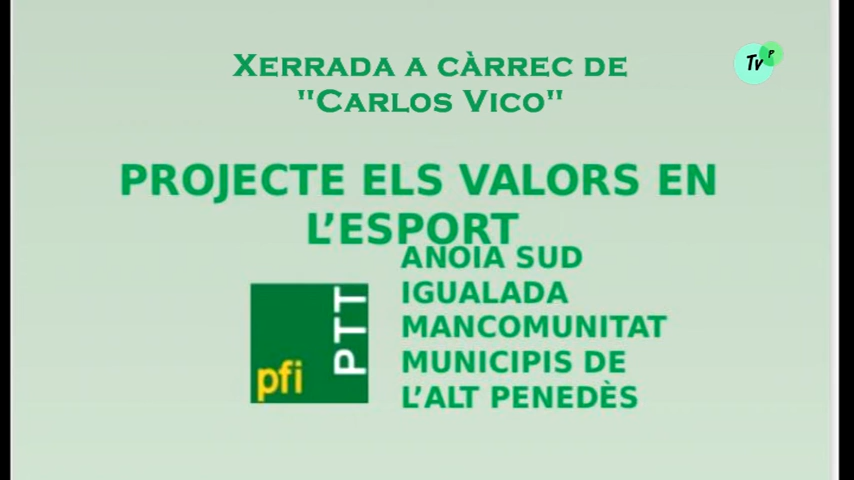 XERRADA A CÀRREC DE
"CARLOS VICO"
TvP
PROJECTE ELS VALORS EN
L’ESPORT
ANOIA SUD
IGUALADA
MANCOMUNITAT
MUNICIPIS DE
L’ALT PENEDÈS
pfi
PTT